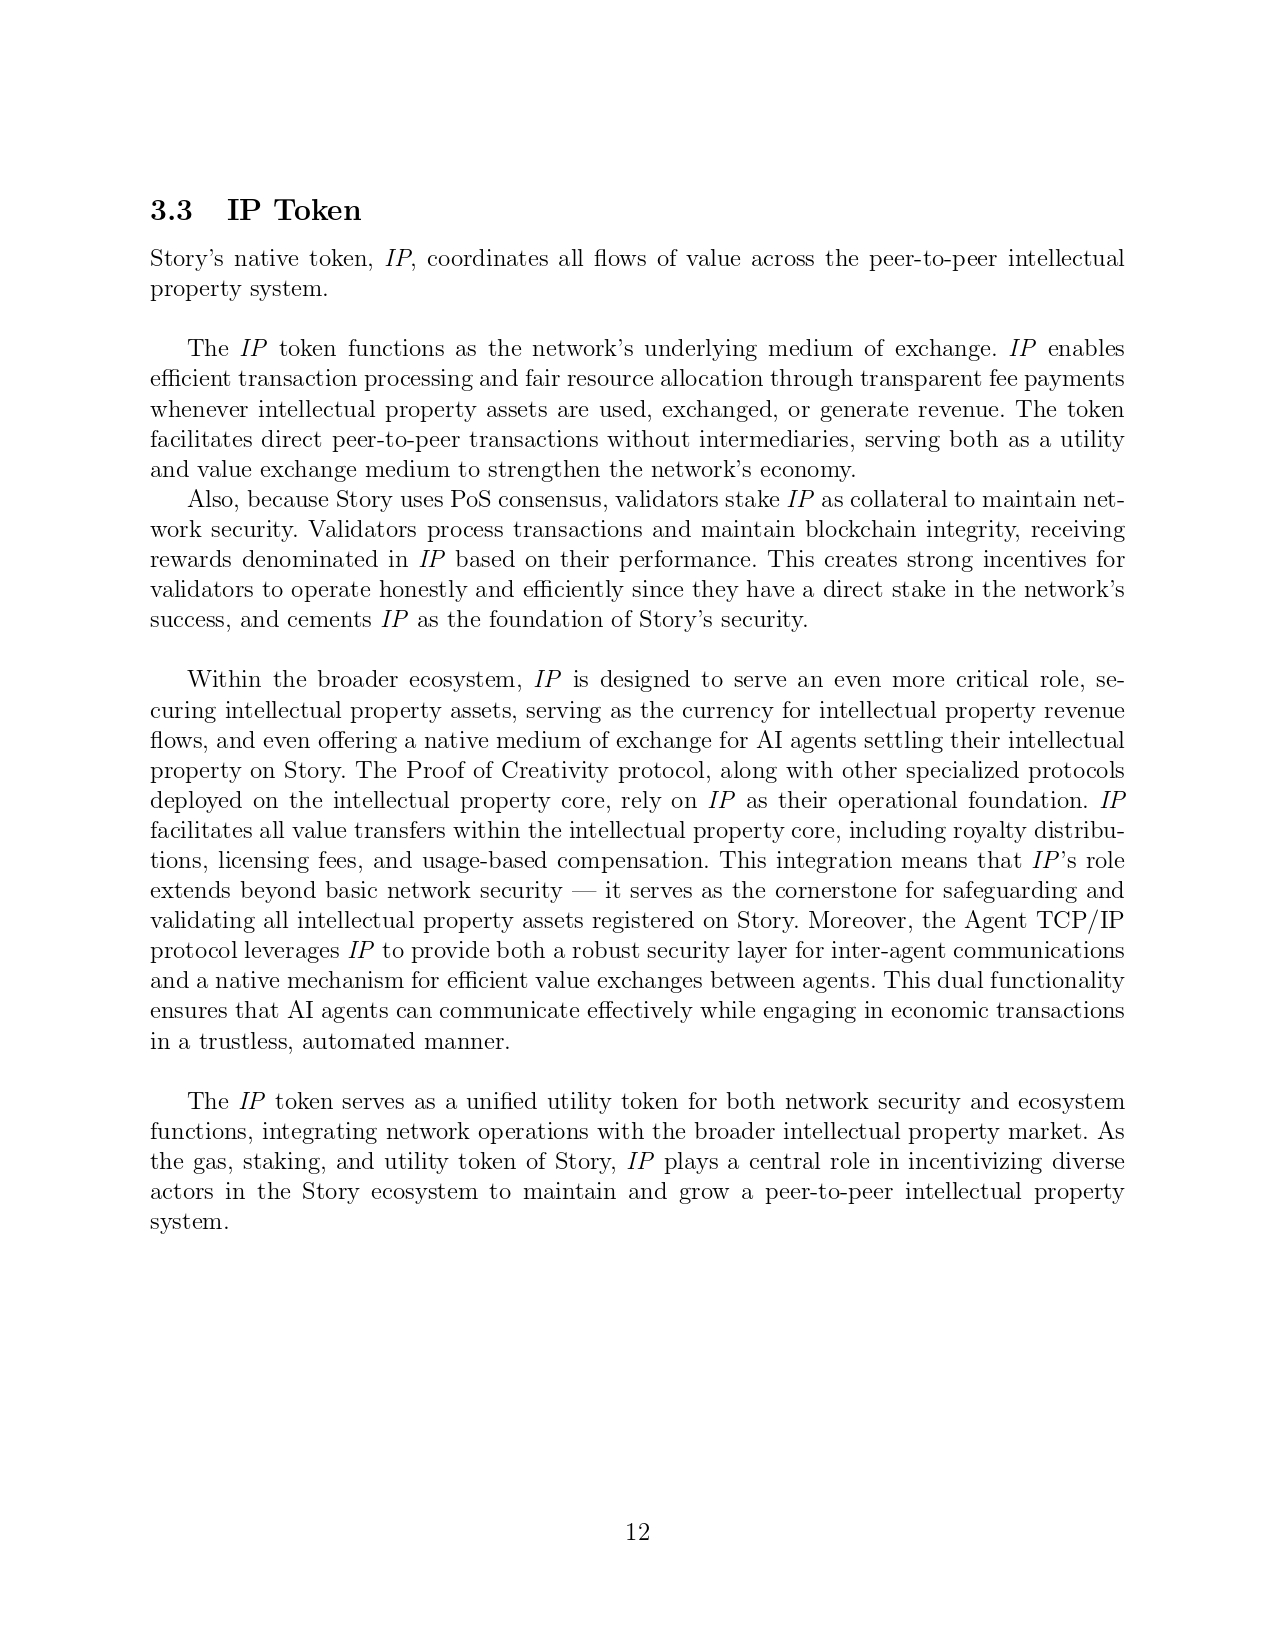 3.3 IP Token
Story's native token, IP, coordinates all flows of value across the peer-to-peer intellectual
property system.
The IP token functions as the network's underlying medium of exchange. IP enables
efficient transaction processing and fair resource allocation through transparent fee payments
whenever intellectual property assets are used, exchanged, or generate revenue. The token
facilitates direct peer-to-peer transactions without intermediaries, serving both as a utility
and value exchange medium to strengthen the network's economy.
Also, because Story uses PoS consensus, validators stake IP as collateral to maintain net-
work security. Validators process transactions and maintain blockchain integrity, receiving
rewards denominated in IP based on their performance. This creates strong incentives for
validators to operate honestly and efficiently since they have a direct stake in the network's
success, and cements IP as the foundation of Story's security.
Within the broader ecosystem, IP is designed to serve an even more critical role, se-
curing intellectual property assets, serving as the currency for intellectual property revenue
flows, and even offering a native medium of exchange for AI agents settling their intellectual
property on Story. The Proof of Creativity protocol, along with other specialized protocols
deployed on the intellectual property core, rely on IP as their operational foundation. IP
facilitates all value transfers within the intellectual property core, including royalty distribu-
tions, licensing fees, and usage-based compensation. This integration means that IP's role
extends beyond basic network security — it serves as the cornerstone for safeguarding and
validating all intellectual property assets registered on Story. Moreover, the Agent TCP/IP
protocol leverages IP to provide both a robust security layer for inter-agent communications
and a native mechanism for efficient value exchanges between agents. This dual functionality
ensures that AI agents can communicate effectively while engaging in economic transactions
in a trustless, automated manner.
The IP token serves as a unified utility token for both network security and ecosystem
functions, integrating network operations with the broader intellectual property market. As
the gas, staking, and utility token of Story, IP plays a central role in incentivizing diverse
actors in the Story ecosystem to maintain and grow a peer-to-peer intellectual property
system.
12